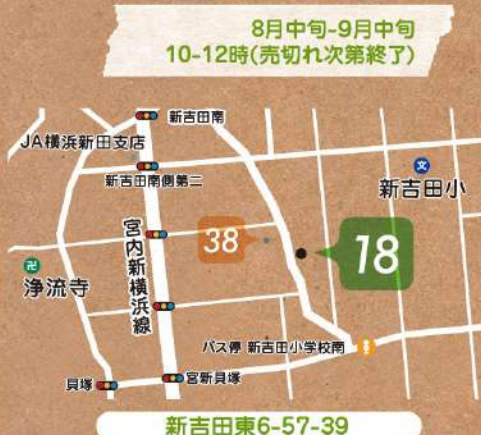 8月中旬-9月中旬
10-12時(売切れ次第終了)
新吉田南
JA横浜新田支店
新吉田南側第二
文
新吉田小
38
18
宮内新横浜線
卍
浄流寺
バス停 新吉田小学校南
貝塚
宮新貝塚
新吉田東6-57-39